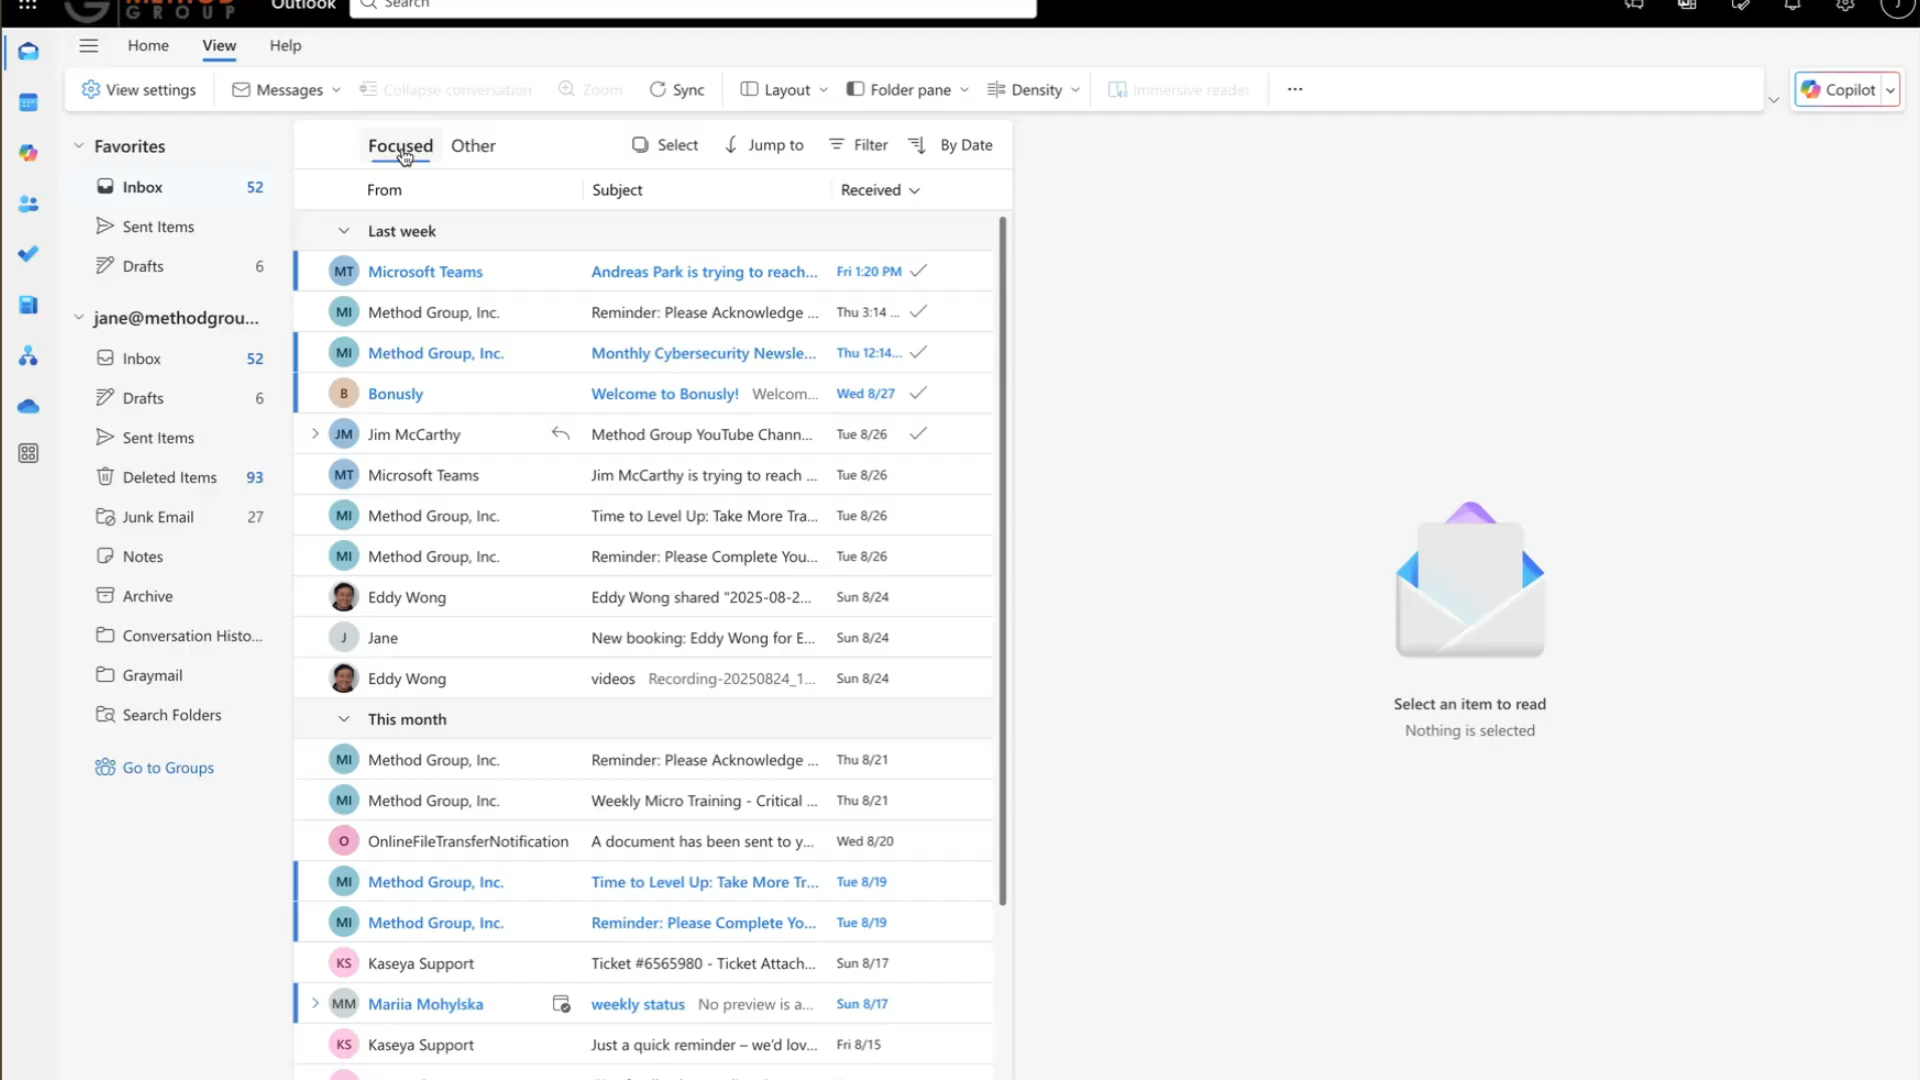 METHOD
GROUP
Outlook
Search
J
Home
View
Help
View settings
Messages
Collapse conversation
Zoom
Sync
Layout
Folder pane
Density
Immersive reader
Copilot
Favorites
Inbox 52
Sent Items
Drafts 6
jane@methodgrou...
Inbox 52
Drafts 6
Sent Items
Deleted Items 93
Junk Email 27
Notes
Archive
Conversation Histo...
Graymail
Search Folders
Go to Groups
Focused Other Select Jump to Filter By Date
From Subject Received
Last week
MT Microsoft Teams Andreas Park is trying to reach... Fri 1:20 PM
MI Method Group, Inc. Reminder: Please Acknowledge ... Thu 3:14 ...
MI Method Group, Inc. Monthly Cybersecurity Newsle... Thu 12:14...
B Bonusly Welcome to Bonusly! Welcom... Wed 8/27
JM Jim McCarthy Method Group YouTube Chann... Tue 8/26
MT Microsoft Teams Jim McCarthy is trying to reach ... Tue 8/26
MI Method Group, Inc. Time to Level Up: Take More Tra... Tue 8/26
MI Method Group, Inc. Reminder: Please Complete You... Tue 8/26
Eddy Wong Eddy Wong shared "2025-08-2... Sun 8/24
J Jane New booking: Eddy Wong for E... Sun 8/24
Eddy Wong videos Recording-20250824_1... Sun 8/24
This month
MI Method Group, Inc. Reminder: Please Acknowledge ... Thu 8/21
MI Method Group, Inc. Weekly Micro Training - Critical ... Thu 8/21
O OnlineFileTransferNotification A document has been sent to y... Wed 8/20
MI Method Group, Inc. Time to Level Up: Take More Tr... Tue 8/19
MI Method Group, Inc. Reminder: Please Complete Yo... Tue 8/19
KS Kaseya Support Ticket #6565980 - Ticket Attach... Sun 8/17
MM Mariia Mohylska weekly status No preview is a... Sun 8/17
KS Kaseya Support Just a quick reminder – we'd lov... Fri 8/15
Select an item to read
Nothing is selected